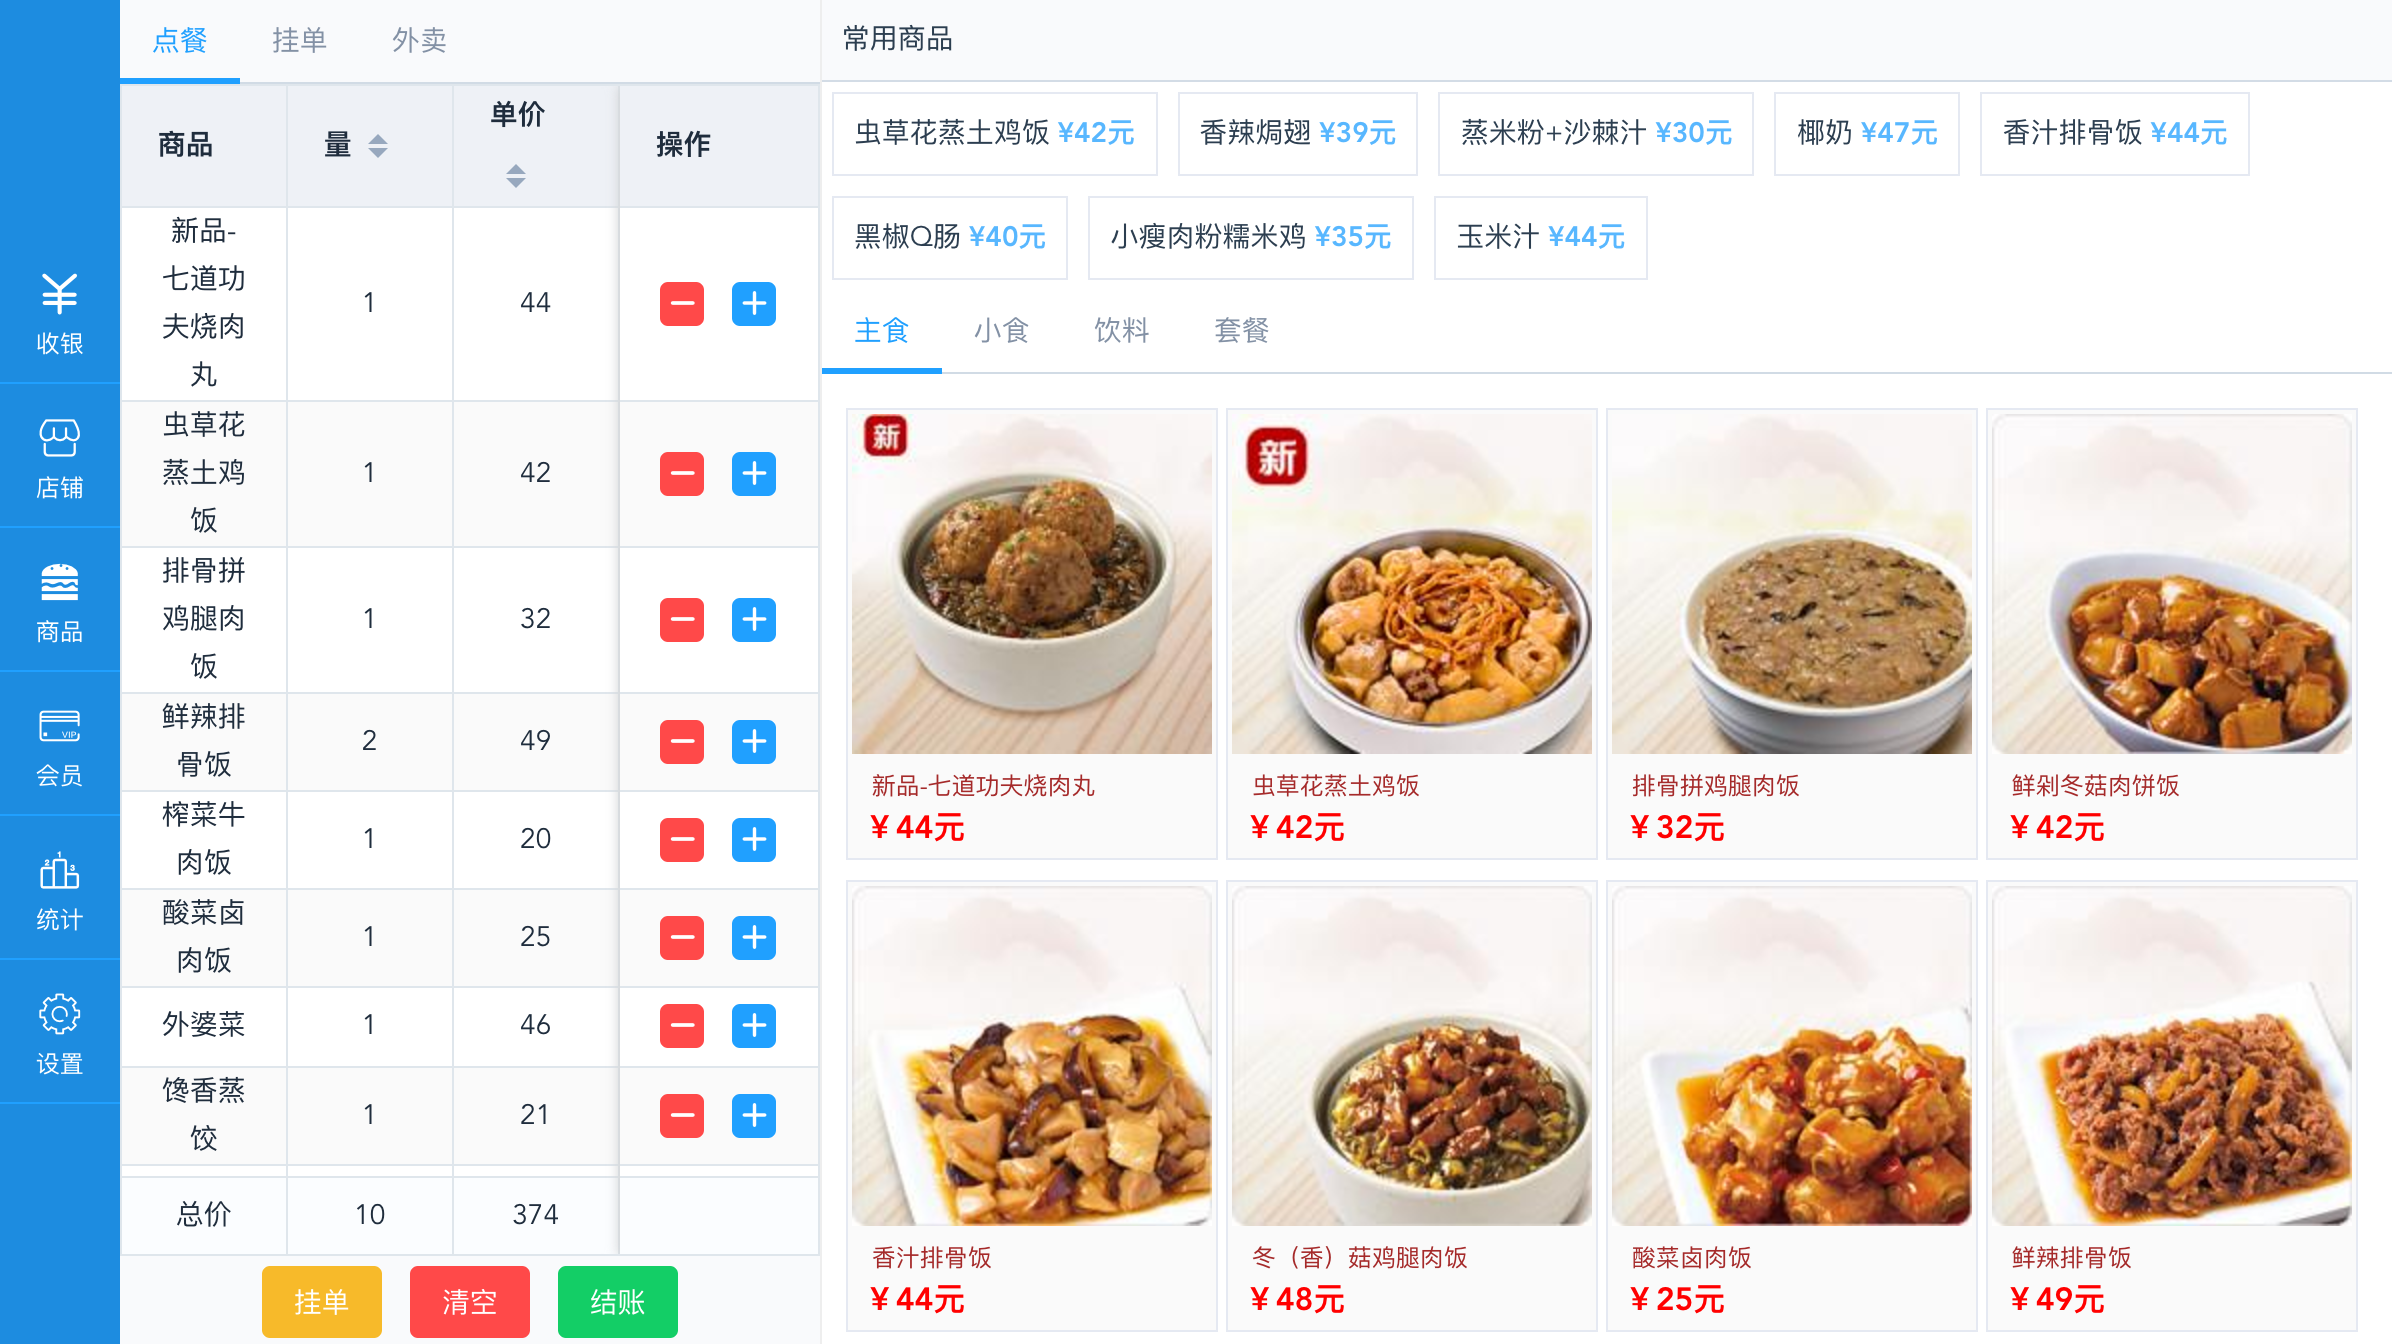 收银
店铺
商品
VIP
会员
1
2
3
统计
设置
点餐 挂单 外卖
商品 量 单价 操作
新品-
七道功
夫烧肉
丸
1 44
虫草花
蒸土鸡
饭
1 42
排骨拼
鸡腿肉
饭
1 32
鲜辣排
骨饭
2 49
榨菜牛
肉饭
1 20
酸菜卤
肉饭
1 25
外婆菜 1 46
馋香蒸
饺
1 21
总价 10 374
挂单 清空 结账
常用商品
虫草花蒸土鸡饭 ¥42元 香辣焗翅 ¥39元 蒸米粉+沙棘汁 ¥30元 椰奶 ¥47元 香汁排骨饭 ¥44元
黑椒Q肠 ¥40元 小瘦肉粉糯米鸡 ¥35元 玉米汁 ¥44元
主食 小食 饮料 套餐
新 新
新品-七道功夫烧肉丸 虫草花蒸土鸡饭 排骨拼鸡腿肉饭 鲜剁冬菇肉饼饭
¥ 44元 ¥ 42元 ¥ 32元 ¥ 42元
香汁排骨饭 冬（香）菇鸡腿肉饭 酸菜卤肉饭 鲜辣排骨饭
¥ 44元 ¥ 48元 ¥ 25元 ¥ 49元